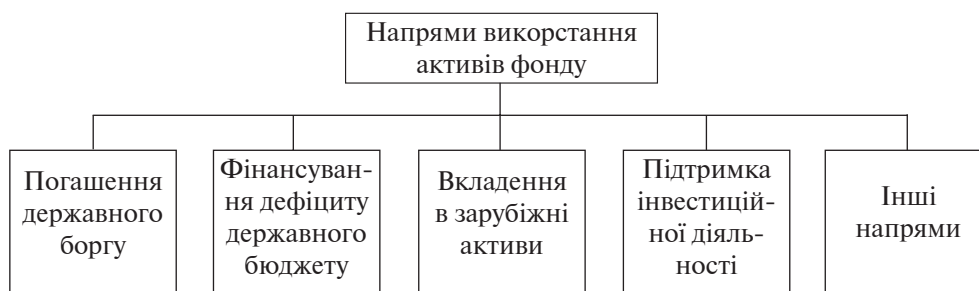 Напрями викорстання
активів фонду
Погашення
державного
боргу
Фінансуван-
ня дефіциту
державного
бюджету
Вкладення
в зарубіжні
активи
Підтримка
інвестицій-
ної діяль-
ності
Інші
напрями